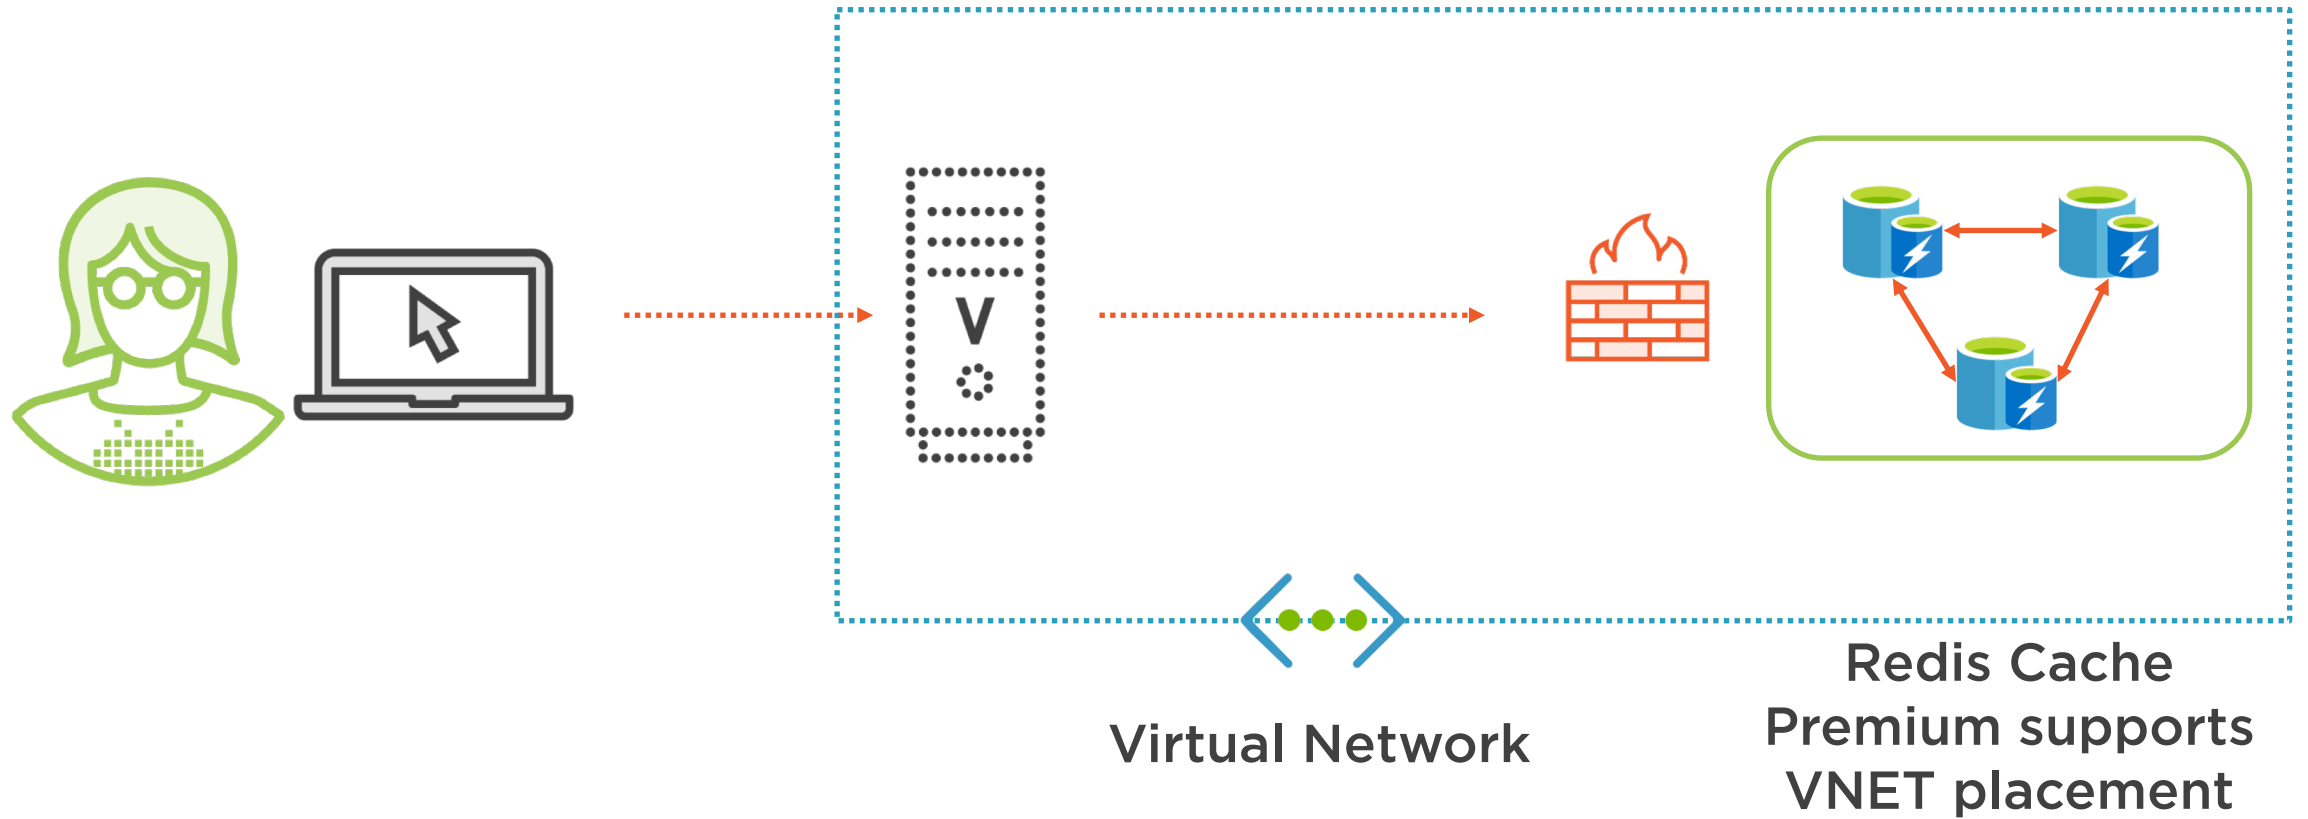 V
Virtual Network
Redis Cache
Premium supports
VNET placement